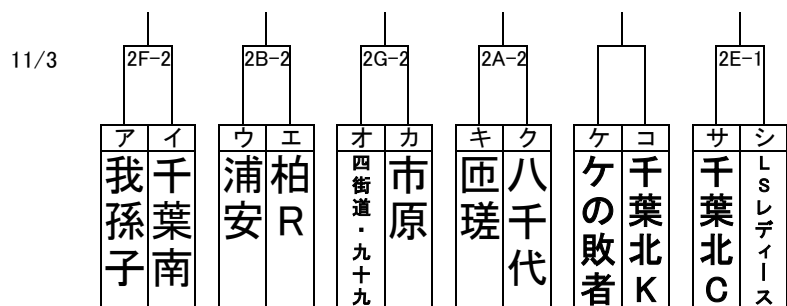 11/3
2F-2
2B-2
2G-2
2A-2
2E-1
ア
イ
ウ
エ
オ
カ
キ
ク
ケ
コ
サ
シ
我孫子
千葉南
浦安
柏R
四街道・九十九
市原
匝瑳
八千代
ケの敗者
千葉北K
千葉北C
LSレディース